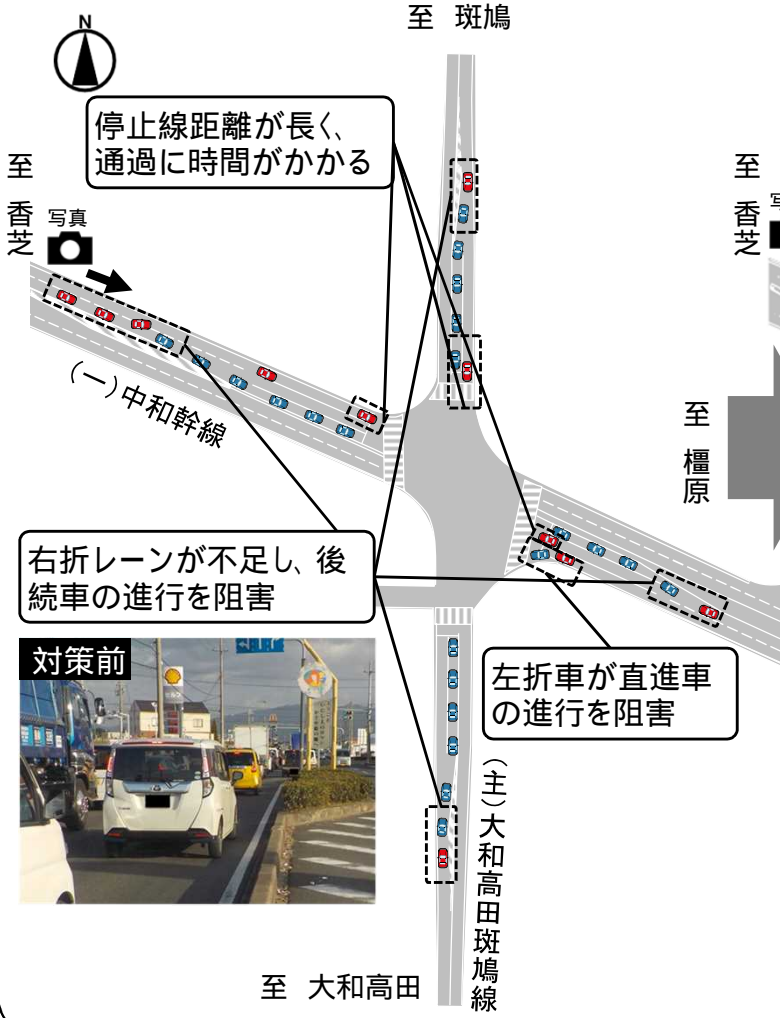 N
至 斑鳩
停止線距離が長く、
通過に時間がかかる
至 香芝
写真
至 香芝
(一)中和幹線
至 橿原
右折レーンが不足し、後
続車の進行を阻害
対策前
左折車が直進車
の進行を阻害
(主)大和高田斑鳩線
至 大和高田